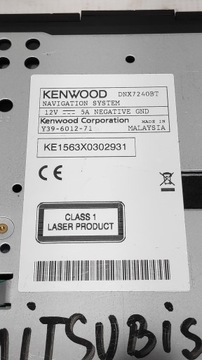 KENWOOD DNX7240BT
NAVIGATION SYSTEM
12V ⎓ 5A NEGATIVE GND
Kenwood Corporation MADE IN
Y39-6012-71 MALAYSIA
KE1563X0302931
CE
CLASS 1
LASER PRODUCT
MITSUBIS